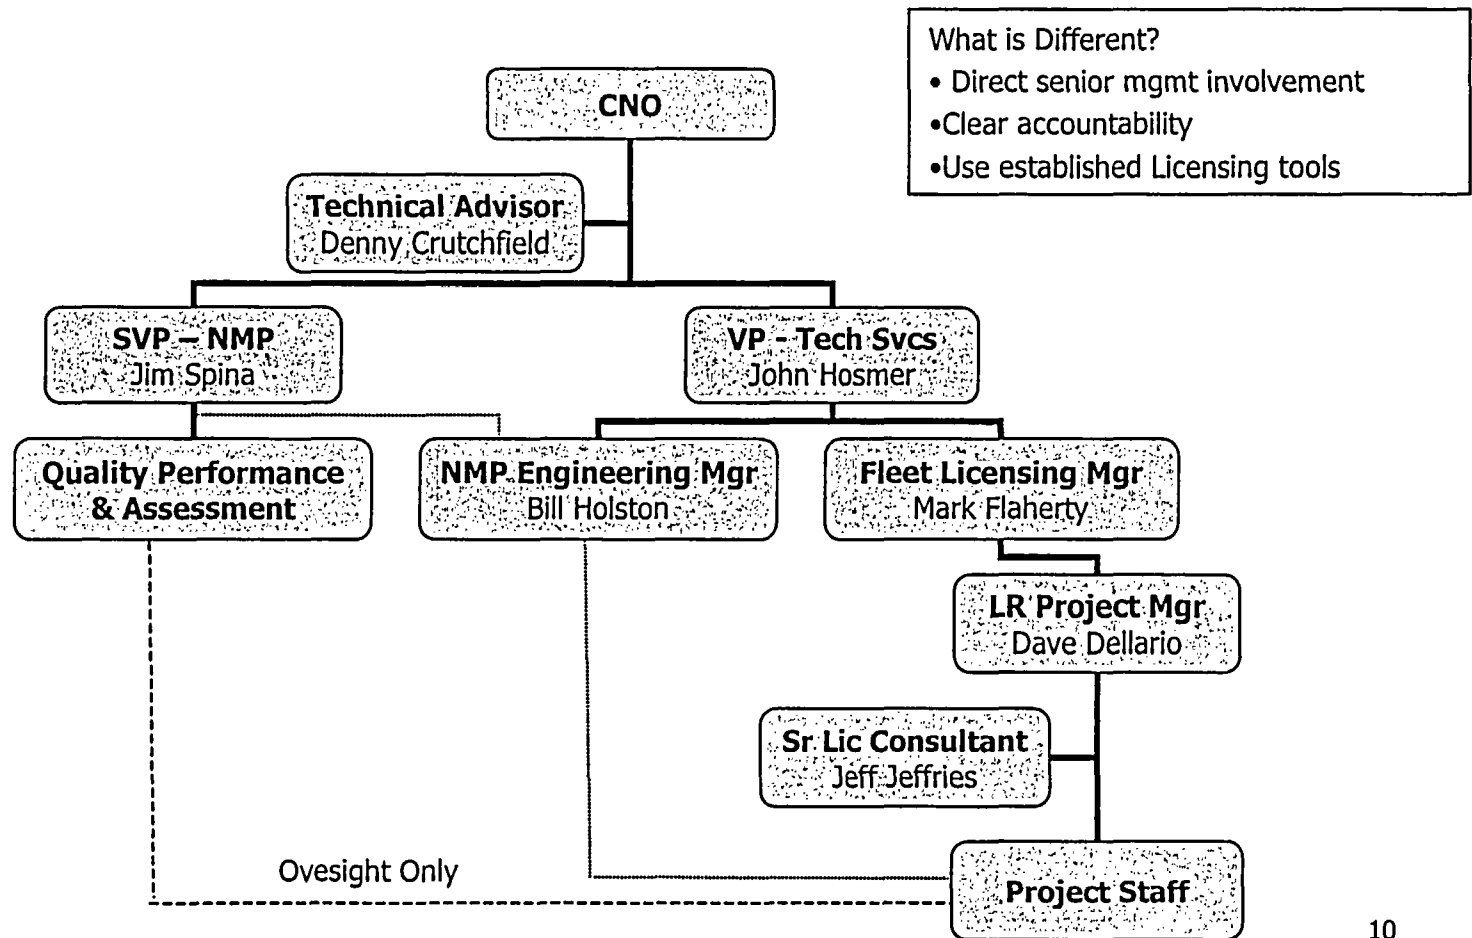 What is Different?
• Direct senior mgmt involvement
•Clear accountability
•Use established Licensing tools
CNO
Technical Advisor
Denny Crutchfield
SVP – NMP
Jim Spina
VP - Tech Svcs
John Hosmer
Quality Performance
& Assessment
NMP Engineering Mgr
Bill Holston
Fleet Licensing Mgr
Mark Flaherty
LR Project Mgr
Dave Dellario
Sr Lic Consultant
Jeff Jeffries
Ovesight Only
Project Staff
10